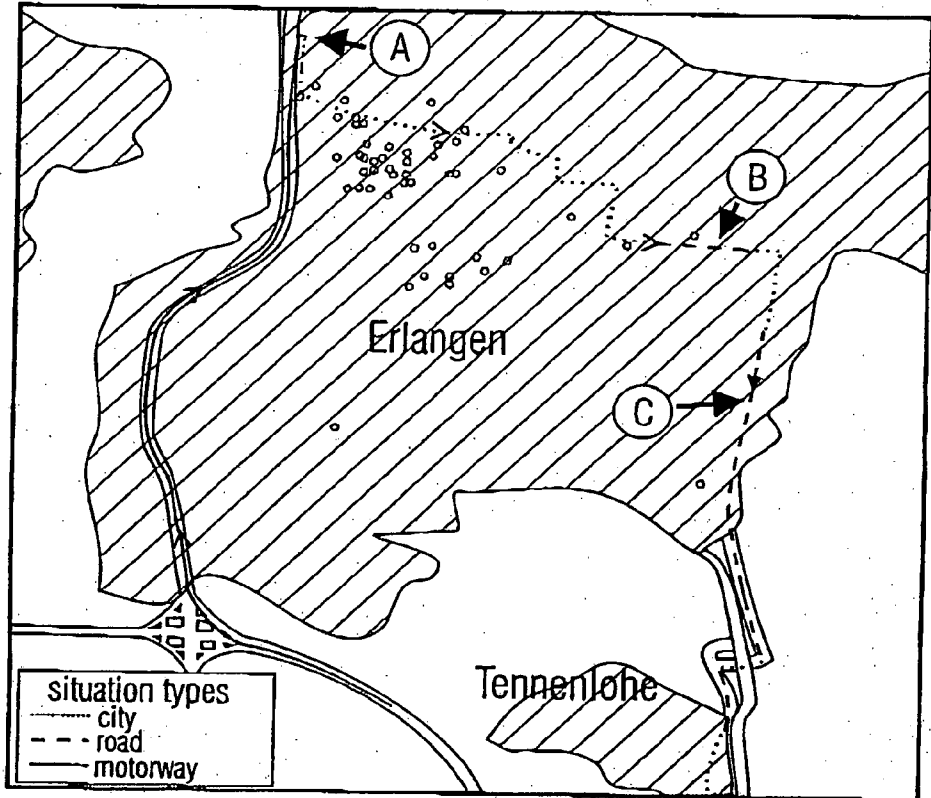 A
B
Erlangen
C
Tennenlohe
situation types
city
road
motorway